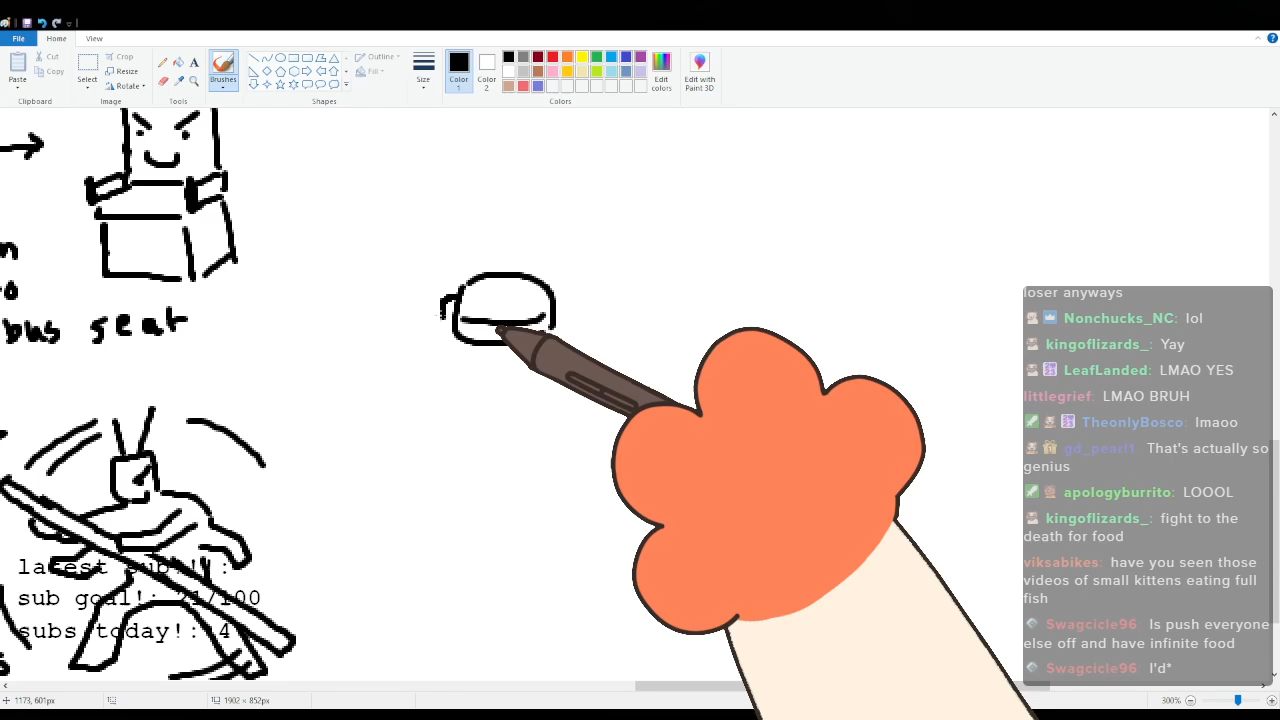 File
Home
View
Paste
Cut
Copy
Clipboard
Select
Crop
Resize
Rotate
Image
A
Tools
Brushes
Shapes
Outline
Fill
Size
Color
1
Color
2
Edit
colors
Colors
Edit with
Paint 3D
bus seat
latest
sub goal!: 21/100
subs today!: 4
loser anyways
Nonchucks_NC: lol
kingoflizards_: Yay
LeafLanded: LMAO YES
littlegrief: LMAO BRUH
TheonlyBosco: lmaoo
That's actually so
genius
apologyburrito: LOOOL
kingoflizards_: fight to the
death for food
viksabikes: have you seen those
videos of small kittens eating full
fish
Swagcicle96: Is push everyone
else off and have infinite food
Swagcicle96: I'd*
1173, 601px
1902 × 852px
300%